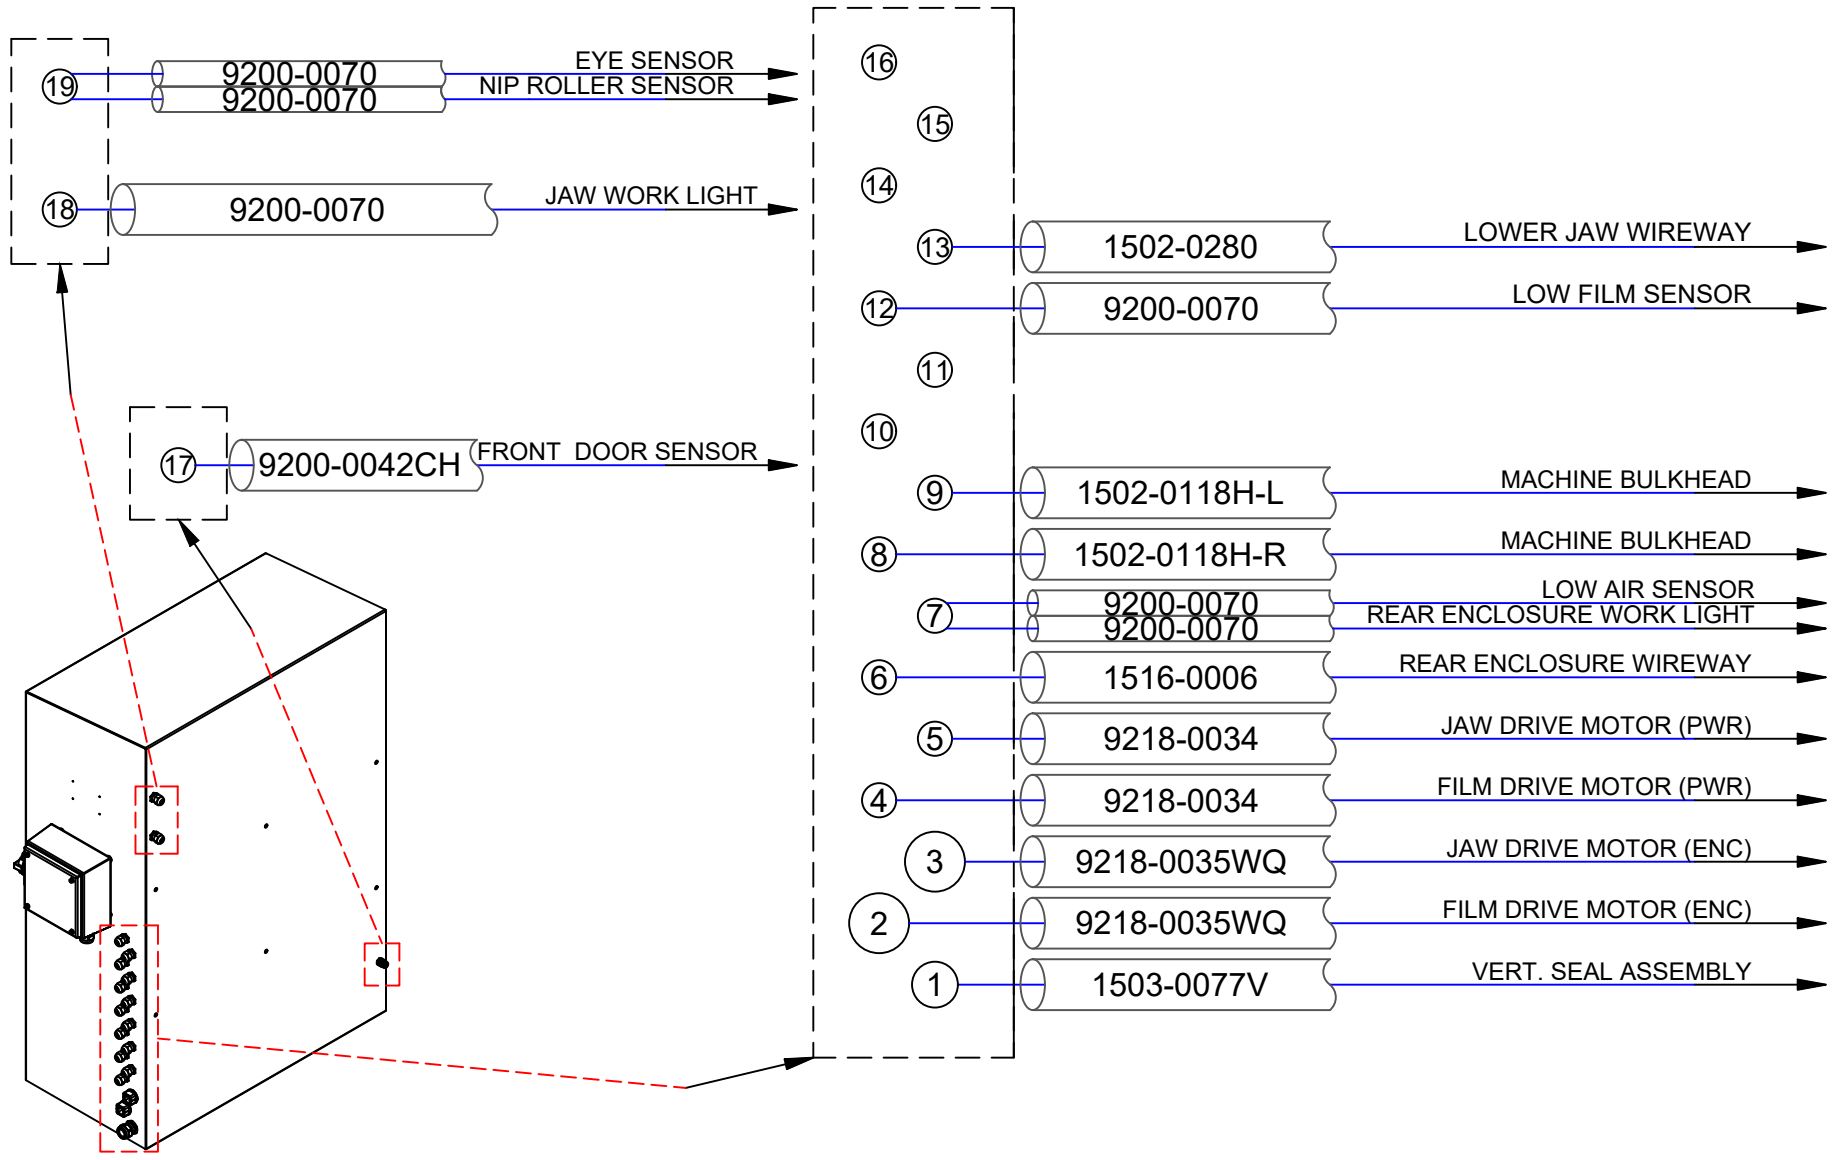 19
9200-0070
EYE SENSOR
9200-0070
NIP ROLLER SENSOR
18
9200-0070
JAW WORK LIGHT
17
9200-0042CH
FRONT  DOOR SENSOR
16
15
14
13
1502-0280
LOWER JAW WIREWAY
12
9200-0070
LOW FILM SENSOR
11
10
9
1502-0118H-L
MACHINE BULKHEAD
8
1502-0118H-R
MACHINE BULKHEAD
7
9200-0070
LOW AIR SENSOR
9200-0070
REAR ENCLOSURE WORK LIGHT
6
1516-0006
REAR ENCLOSURE WIREWAY
5
9218-0034
JAW DRIVE MOTOR (PWR)
4
9218-0034
FILM DRIVE MOTOR (PWR)
3
9218-0035WQ
JAW DRIVE MOTOR (ENC)
2
9218-0035WQ
FILM DRIVE MOTOR (ENC)
1
1503-0077V
VERT. SEAL ASSEMBLY